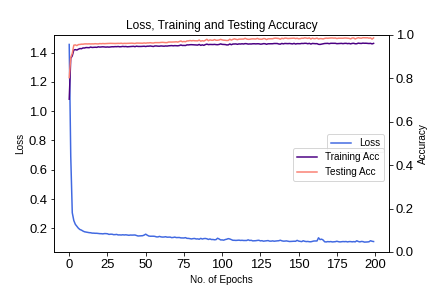 Loss, Training and Testing Accuracy
1.4
1.2
1.0
0.8
0.6
0.4
0.2
Loss
1.0
0.8
0.6
0.4
0.2
0.0
Accuracy
Loss
Training Acc
Testing Acc
0 25 50 75 100 125 150 175 200
No. of Epochs